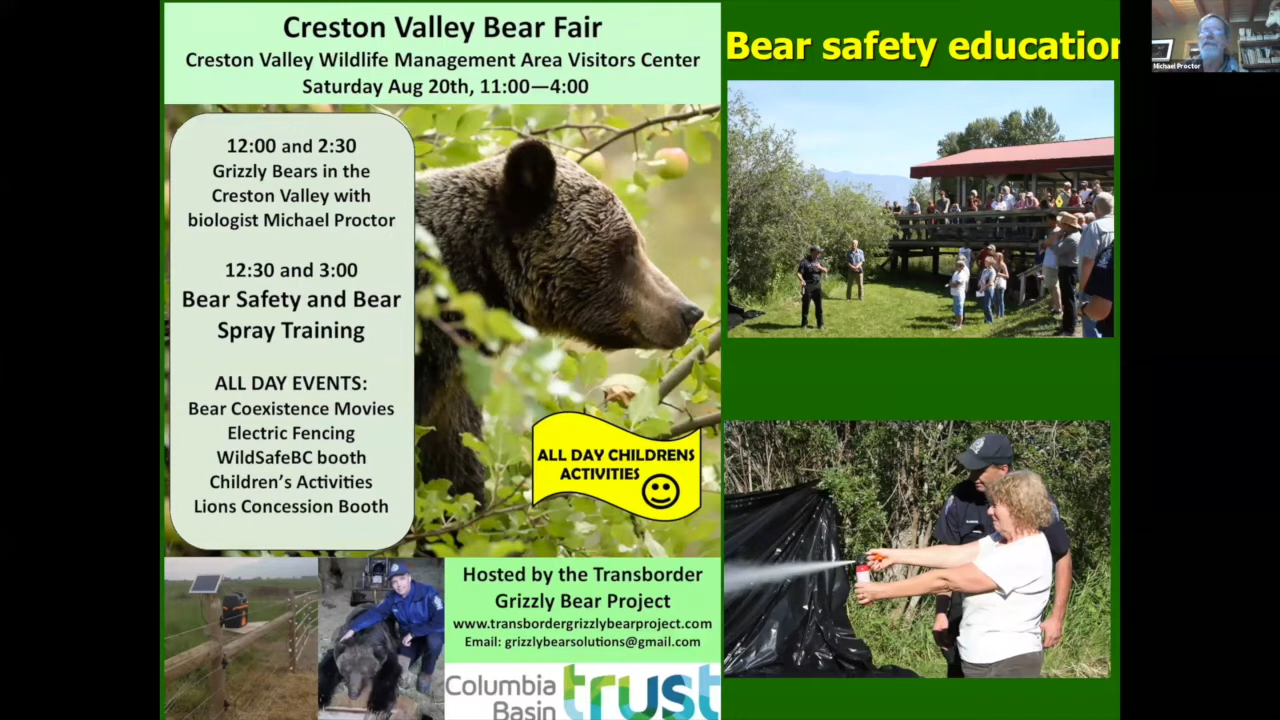 Creston Valley Bear Fair
Creston Valley Wildlife Management Area Visitors Center
Saturday Aug 20th, 11:00—4:00
12:00 and 2:30
Grizzly Bears in the
Creston Valley with
biologist Michael Proctor
12:30 and 3:00
Bear Safety and Bear
Spray Training
ALL DAY EVENTS:
Bear Coexistence Movies
Electric Fencing
WildSafeBC booth
Children’s Activities
Lions Concession Booth
ALL DAY CHILDRENS
ACTIVITIES
Hosted by the Transborder
Grizzly Bear Project
www.transbordergrizzlybearproject.com
Email: grizzlybearsolutions@gmail.com
Columbia
Basin
trust
Bear safety education
Michael Proctor